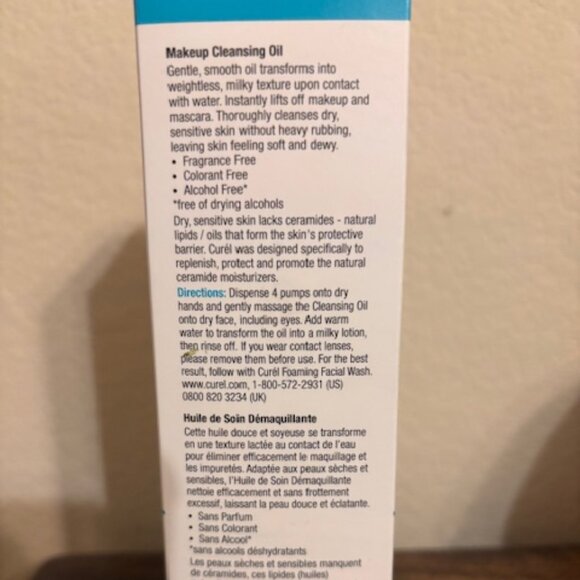 Makeup Cleansing Oil
Gentle, smooth oil transforms into
weightless, milky texture upon contact
with water. Instantly lifts off makeup and
mascara. Thoroughly cleanses dry,
sensitive skin without heavy rubbing,
leaving skin feeling soft and dewy.
• Fragrance Free
• Colorant Free
• Alcohol Free*
*free of drying alcohols
Dry, sensitive skin lacks ceramides - natural
lipids / oils that form the skin's protective
barrier. Curél was designed specifically to
replenish, protect and promote the natural
ceramide moisturizers.
Directions: Dispense 4 pumps onto dry
hands and gently massage the Cleansing Oil
onto dry face, including eyes. Add warm
water to transform the oil into a milky lotion,
then rinse off. If you wear contact lenses,
please remove them before use. For the best
result, follow with Curél Foaming Facial Wash.
www.curel.com, 1-800-572-2931 (US)
0800 820 3234 (UK)
Huile de Soin Démaquillante
Cette huile douce et soyeuse se transforme
en une texture lactée au contact de l'eau
pour éliminer efficacement le maquillage et
les impuretés. Adaptée aux peaux sèches et
sensibles, l'Huile de Soin Démaquillante
nettoie efficacement et sans frottement
excessif, laissant la peau douce et éclatante.
• Sans Parfum
• Sans Colorant
• Sans Alcool*
*sans alcools déshydratants
Les peaux sèches et sensibles manquent
de céramides, ces lipides (huiles)